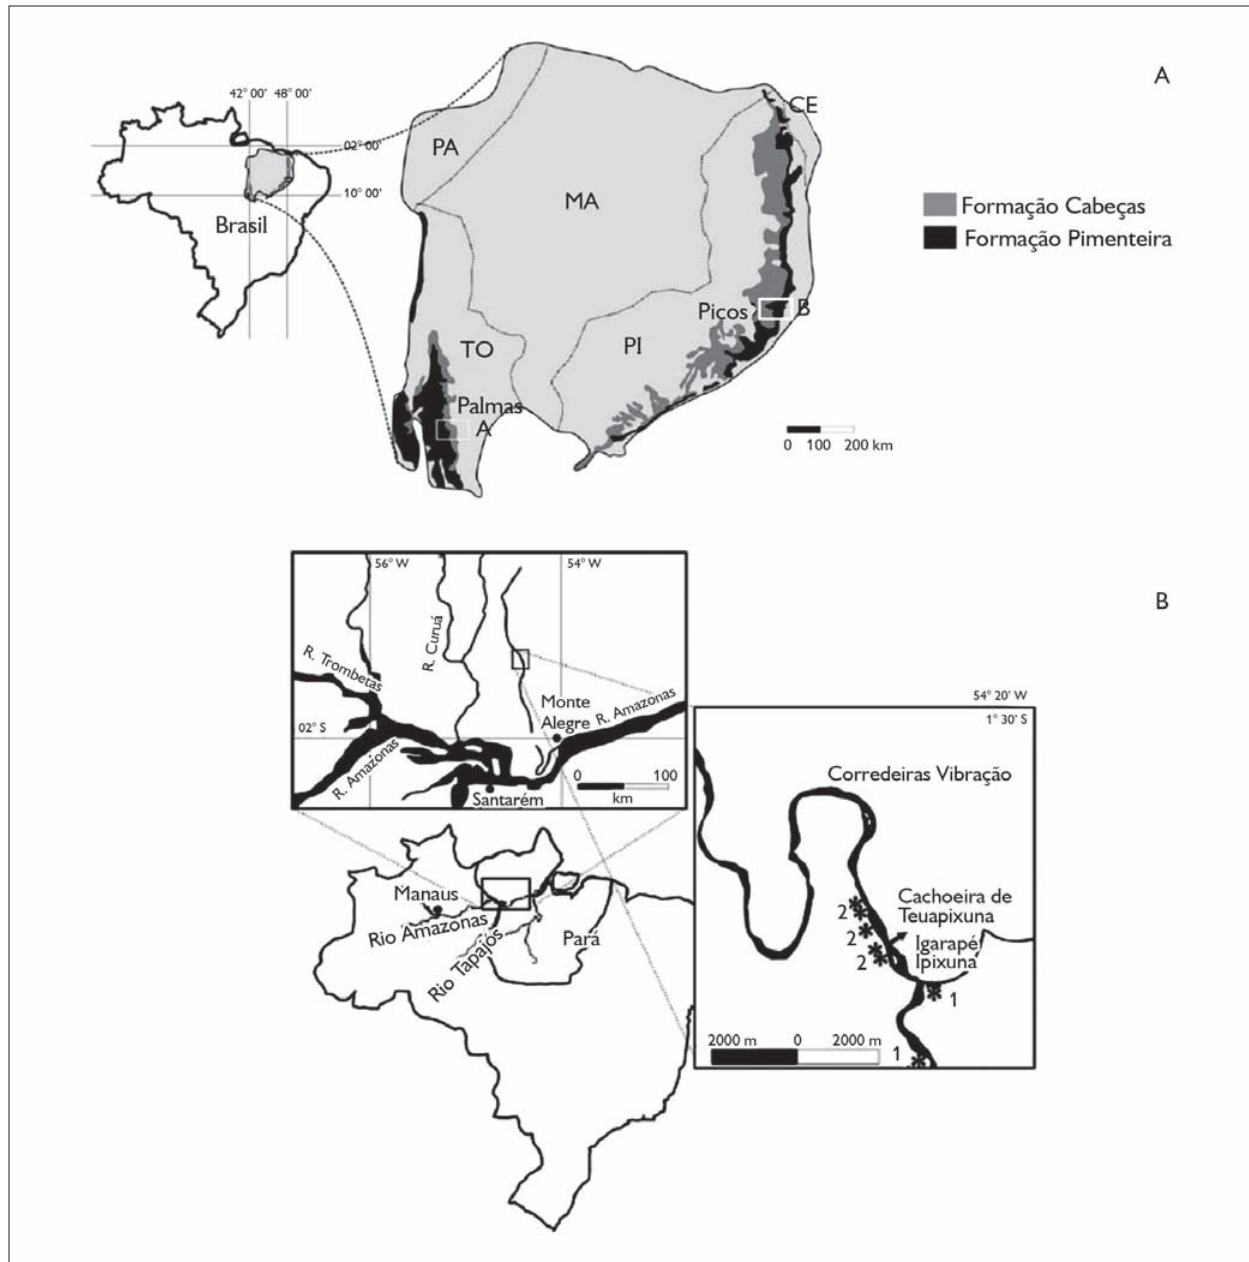 A
42° 00' 48° 00'
02° 00'
10° 00'
Brasil
PA
MA
CE
Formação Cabeças
Formação Pimenteira
Picos
B
TO
PI
Palmas
A
0 100 200 km
B
56° W
54° W
R. Trombetas
R. Curuá
Monte
Alegre
R. Amazonas
02° S
R. Amazonas
Santarém
0 100
km
54° 20' W
1° 30' S
Corredeiras Vibração
Cachoeira de
Teuapixuna
Igarapé
Ipixuna
2
2
2
1
1
2000 m 0 2000 m
Manaus
Rio Amazonas
Rio Tapajós
Pará